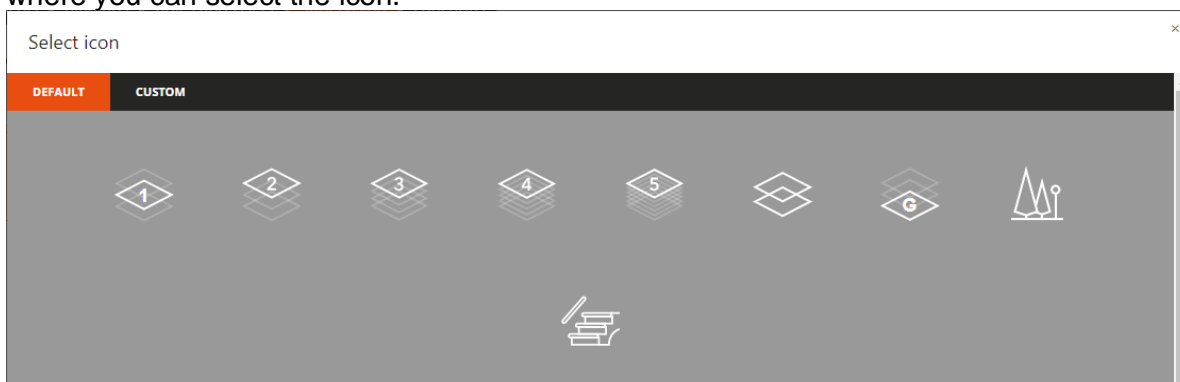 where you can select the icon.
Select icon
×
DEFAULT CUSTOM
1 2 3 4 5 G